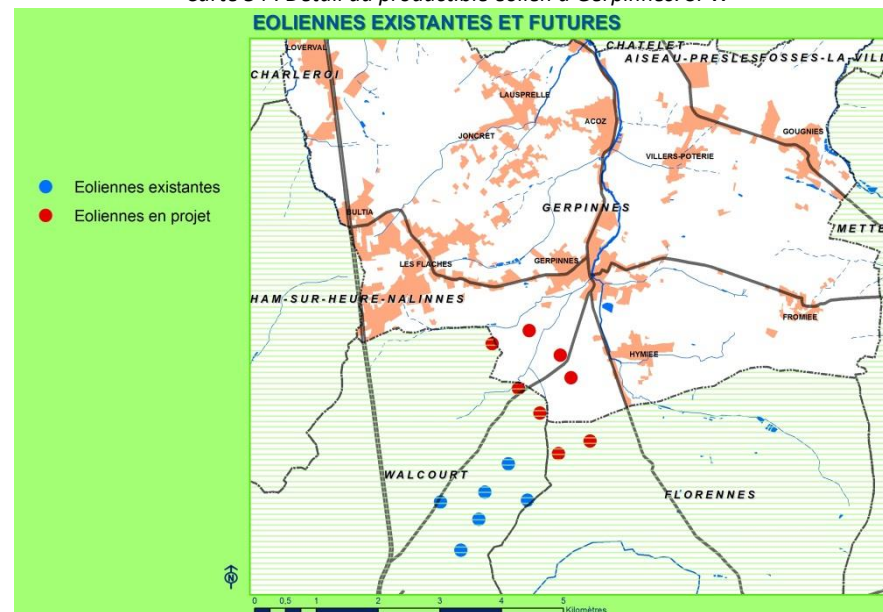 EOLIENNES EXISTANTES ET FUTURES
LOVERVAL
CHATELET
AISEAU-PRESLES
FOSSES-LA-VILL
CHARLEROI
LAUSPRELLE
ACOZ
JONCRET
GOUGNIES
VILLERS-POTERIE
Eoliennes existantes
Eoliennes en projet
BULTIA
GERPINNES
METTE
LES FLACHES
GERPINNES
HAM-SUR-HEURE-NALINNES
FROMIEE
HYMIEE
WALCOURT
FLORENNES
N
0 0,5 1 2 3 4 5
Kilomètres